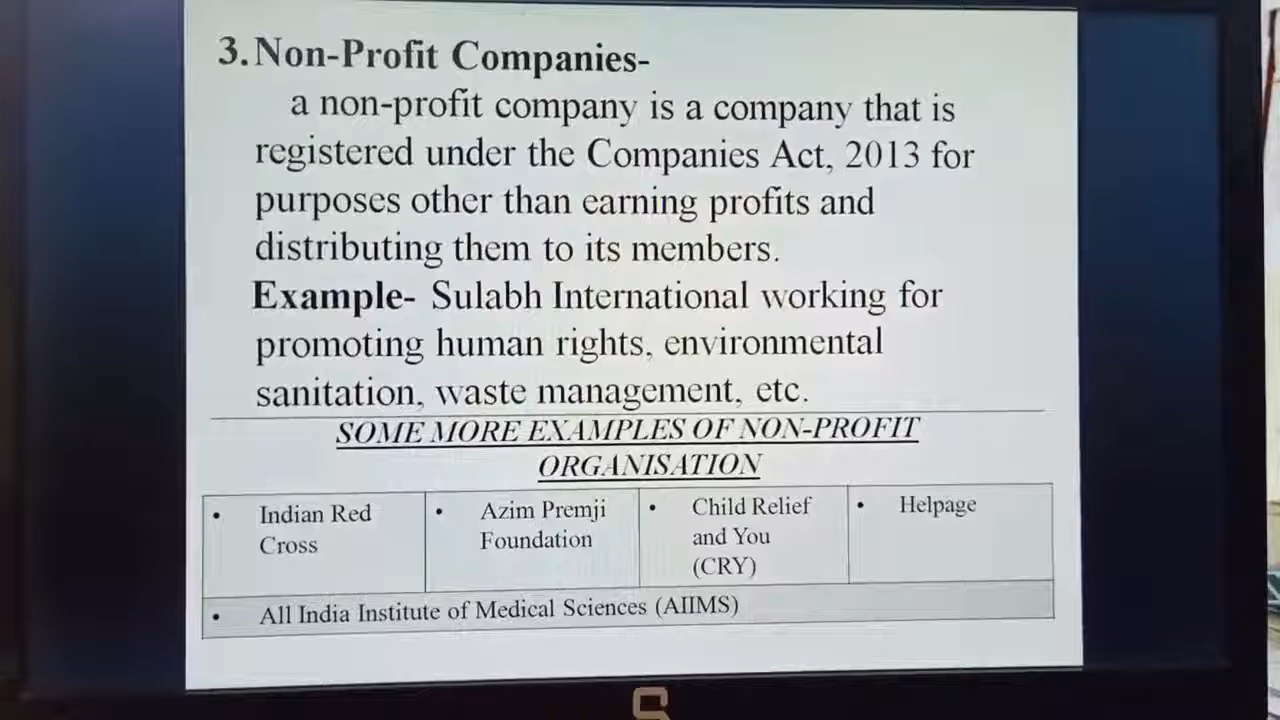 3. Non-Profit Companies-
a non-profit company is a company that is
registered under the Companies Act, 2013 for
purposes other than earning profits and
distributing them to its members.
Example- Sulabh International working for
promoting human rights, environmental
sanitation, waste management, etc.
SOME MORE EXAMPLES OF NON-PROFIT
ORGANISATION
• Indian Red
Cross
• Azim Premji
Foundation
• Child Relief
and You
(CRY)
• Helpage
• All India Institute of Medical Sciences (AIIMS)